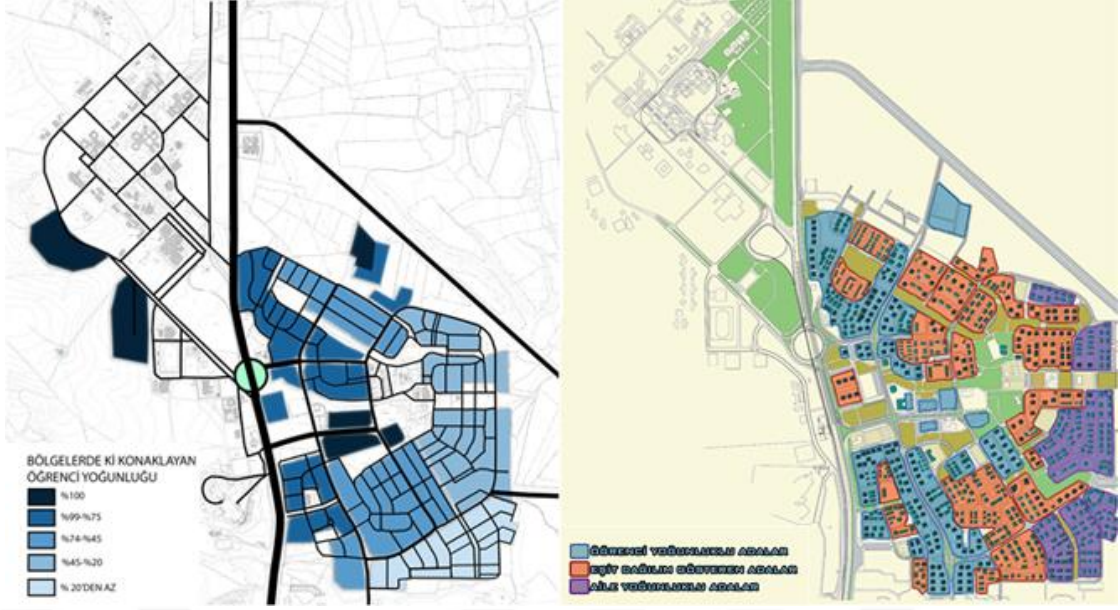 BÖLGELERDE Kİ KONAKLAYAN
ÖĞRENCİ YOĞUNLUĞU
%100
%99-%75
%74-%45
%45-%20
% 20'DEN AZ
ÖĞRENCİ YOĞUNLUKLU ADALAR
EŞİT DAĞILIM GÖSTEREN ADALAR
AİLE YOĞUNLUKLU ADALAR